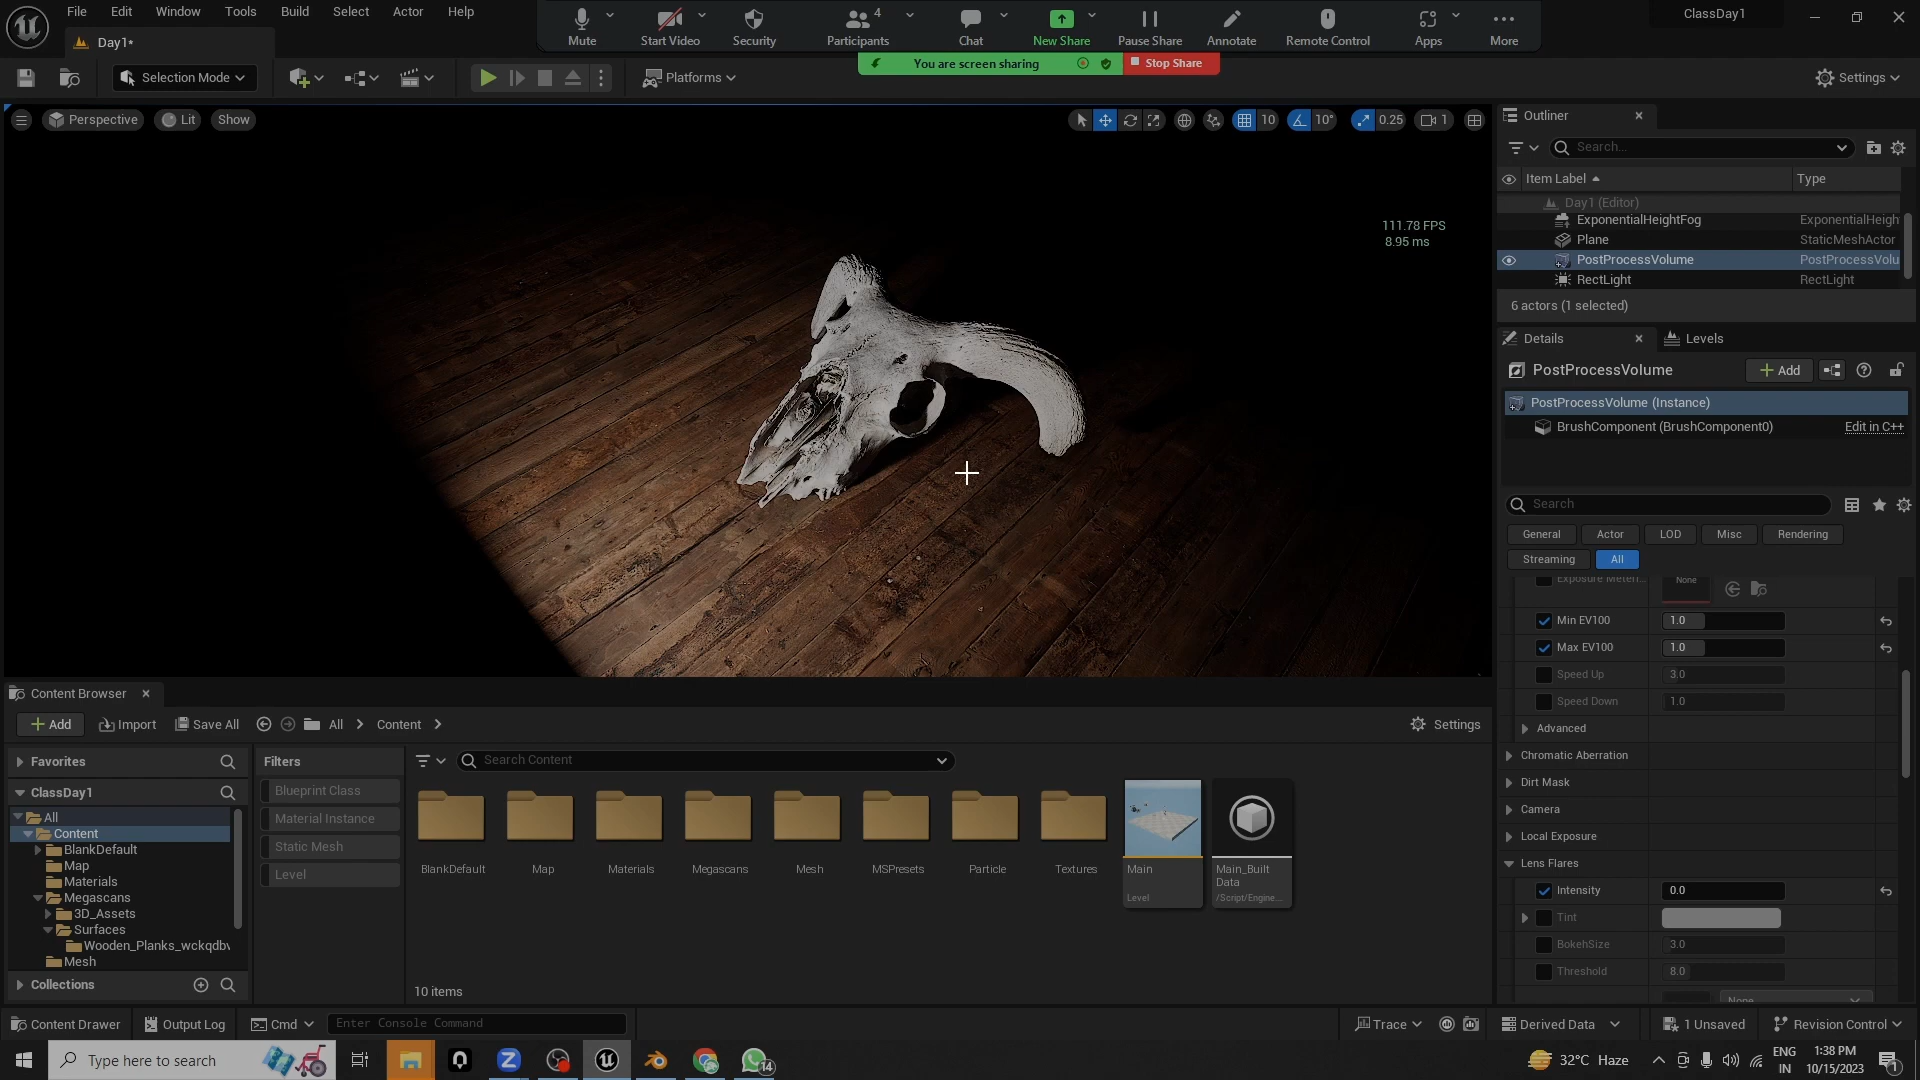 File Edit Window Tools Build Select Actor Help
Day1*
Mute
Start Video
Security
4
Participants
Chat
New Share
Pause Share
Annotate
Remote Control
Apps
More
ClassDay1
You are screen sharing
Stop Share
Selection Mode
Platforms
Settings
Perspective
Lit
Show
10
10°
0.25
1
111.78 FPS
8.95 ms
Outliner
Search...
Item Label
Type
Day1 (Editor)
ExponentialHeightFog ExponentialHeigh
Plane StaticMeshActor
PostProcessVolume PostProcessVolu
RectLight RectLight
6 actors (1 selected)
Details
Levels
PostProcessVolume
Add
PostProcessVolume (Instance)
BrushComponent (BrushComponent0) Edit in C++
Search
General Actor LOD Misc Rendering
Streaming All
Exposure Meteri... None
Min EV100 1.0
Max EV100 1.0
Speed Up 3.0
Speed Down 1.0
Advanced
Chromatic Aberration
Dirt Mask
Camera
Local Exposure
Lens Flares
Intensity 0.0
Tint
BokehSize 3.0
Threshold 8.0
None
Content Browser
Add Import Save All All Content Settings
Favorites
ClassDay1
All
Content
BlankDefault
Map
Materials
Megascans
3D_Assets
Surfaces
Wooden_Planks_wckqdbv
Mesh
Collections
Filters
Blueprint Class
Material Instance
Static Mesh
Level
Search Content
BlankDefault
Map
Materials
Megascans
Mesh
MSPresets
Particle
Textures
Main
Level
Main_Built
Data
/Script/Engine...
10 items
Content Drawer Output Log Cmd Enter Console Command Trace Derived Data 1 Unsaved Revision Control
Type here to search
14
32°C Haze
ENG
IN
1:38 PM
10/15/2023
1